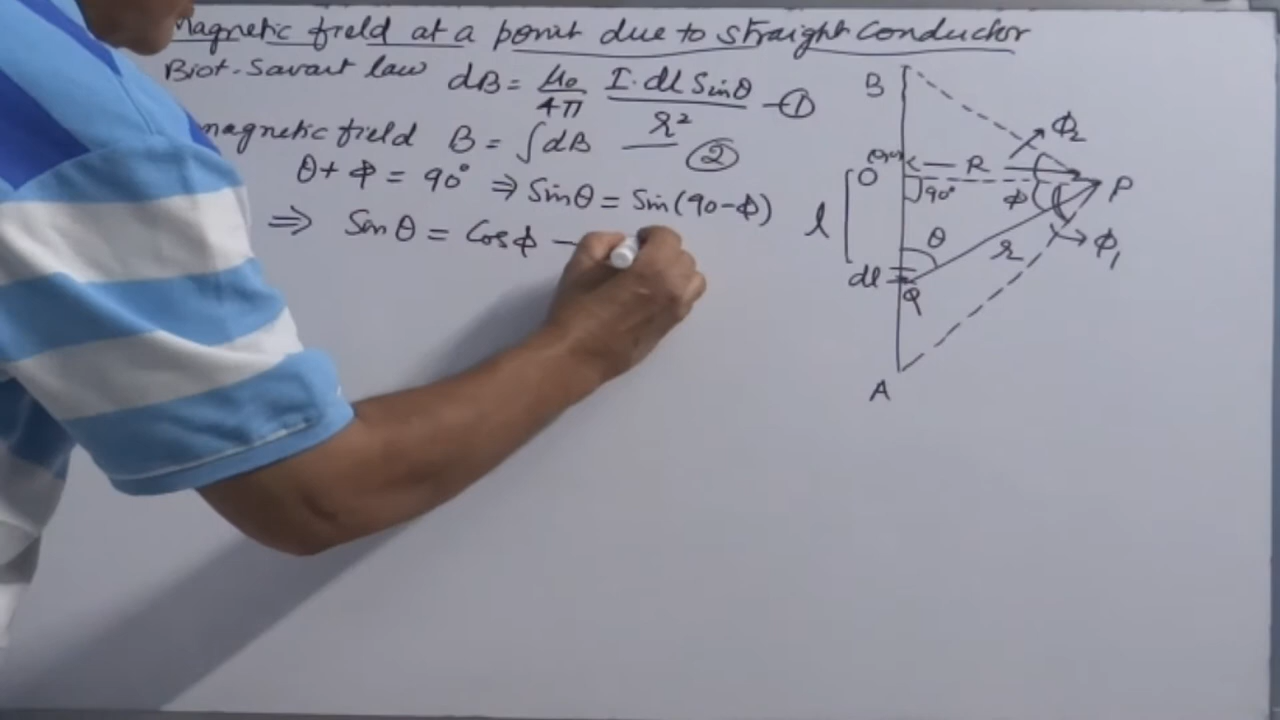 Magnetic field at a point due to straight conductor
Biot-Savart law dB = μ₀/4π I·dl Sinθ/r² — ①
magnetic field B = ∫dB — ②
θ + Φ = 90° ⇒ Sinθ = Sin(90-Φ)
⇒ Sinθ = Cosφ —
B
Φ₂
O
R
P
90°
Φ
l
θ
r
Φ₁
dl
Q
A